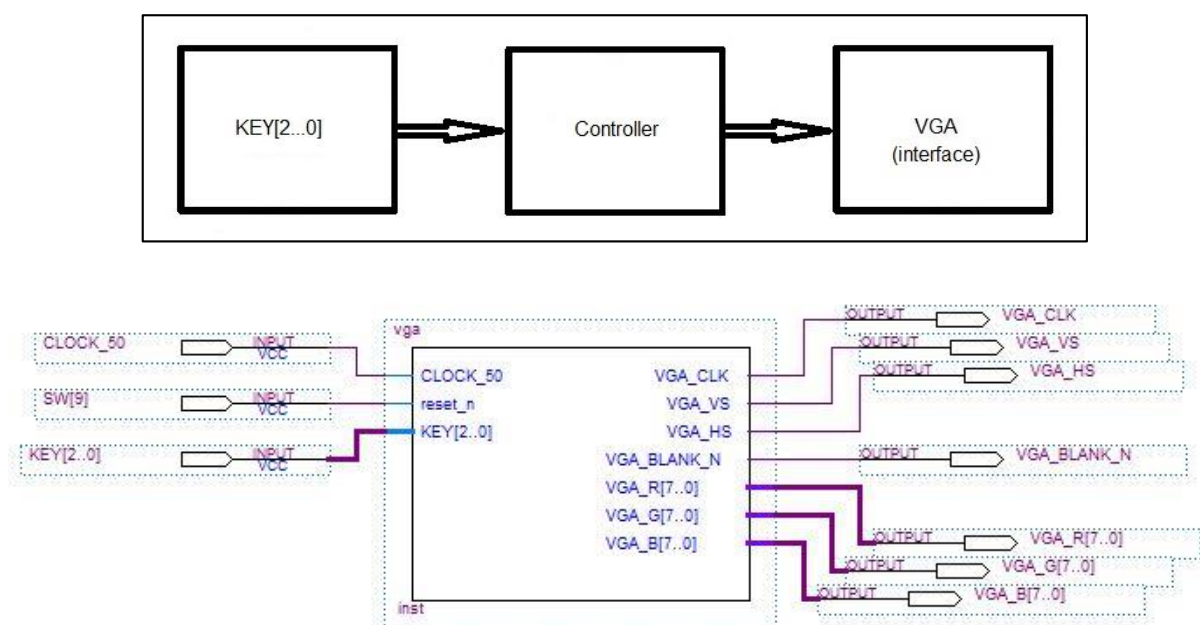 KEY[2...0]
Controller
VGA
(interface)
vga
CLOCK_50
INPUT
VCC
SW[9]
INPUT
VCC
KEY[2..0]
INPUT
VCC
CLOCK_50
reset_n
KEY[2..0]
VGA_CLK
VGA_VS
VGA_HS
VGA_BLANK_N
VGA_R[7..0]
VGA_G[7..0]
VGA_B[7..0]
inst
OUTPUT
VGA_CLK
OUTPUT
VGA_VS
OUTPUT
VGA_HS
OUTPUT
VGA_BLANK_N
OUTPUT
VGA_R[7..0]
OUTPUT
VGA_G[7..0]
OUTPUT
VGA_B[7..0]